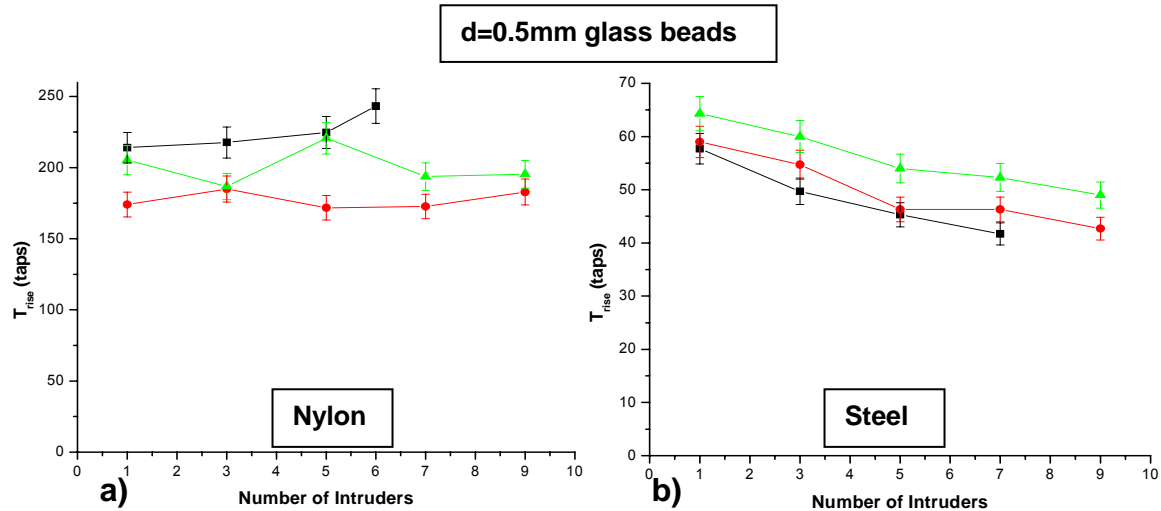 d=0.5mm glass beads
250
200
150
100
50
0
T_rise (taps)
0 1 2 3 4 5 6 7 8 9 10
Number of Intruders
Nylon
a)
70
60
50
40
30
20
10
0
T_rise (taps)
0 1 2 3 4 5 6 7 8 9 10
Number of Intruders
Steel
b)